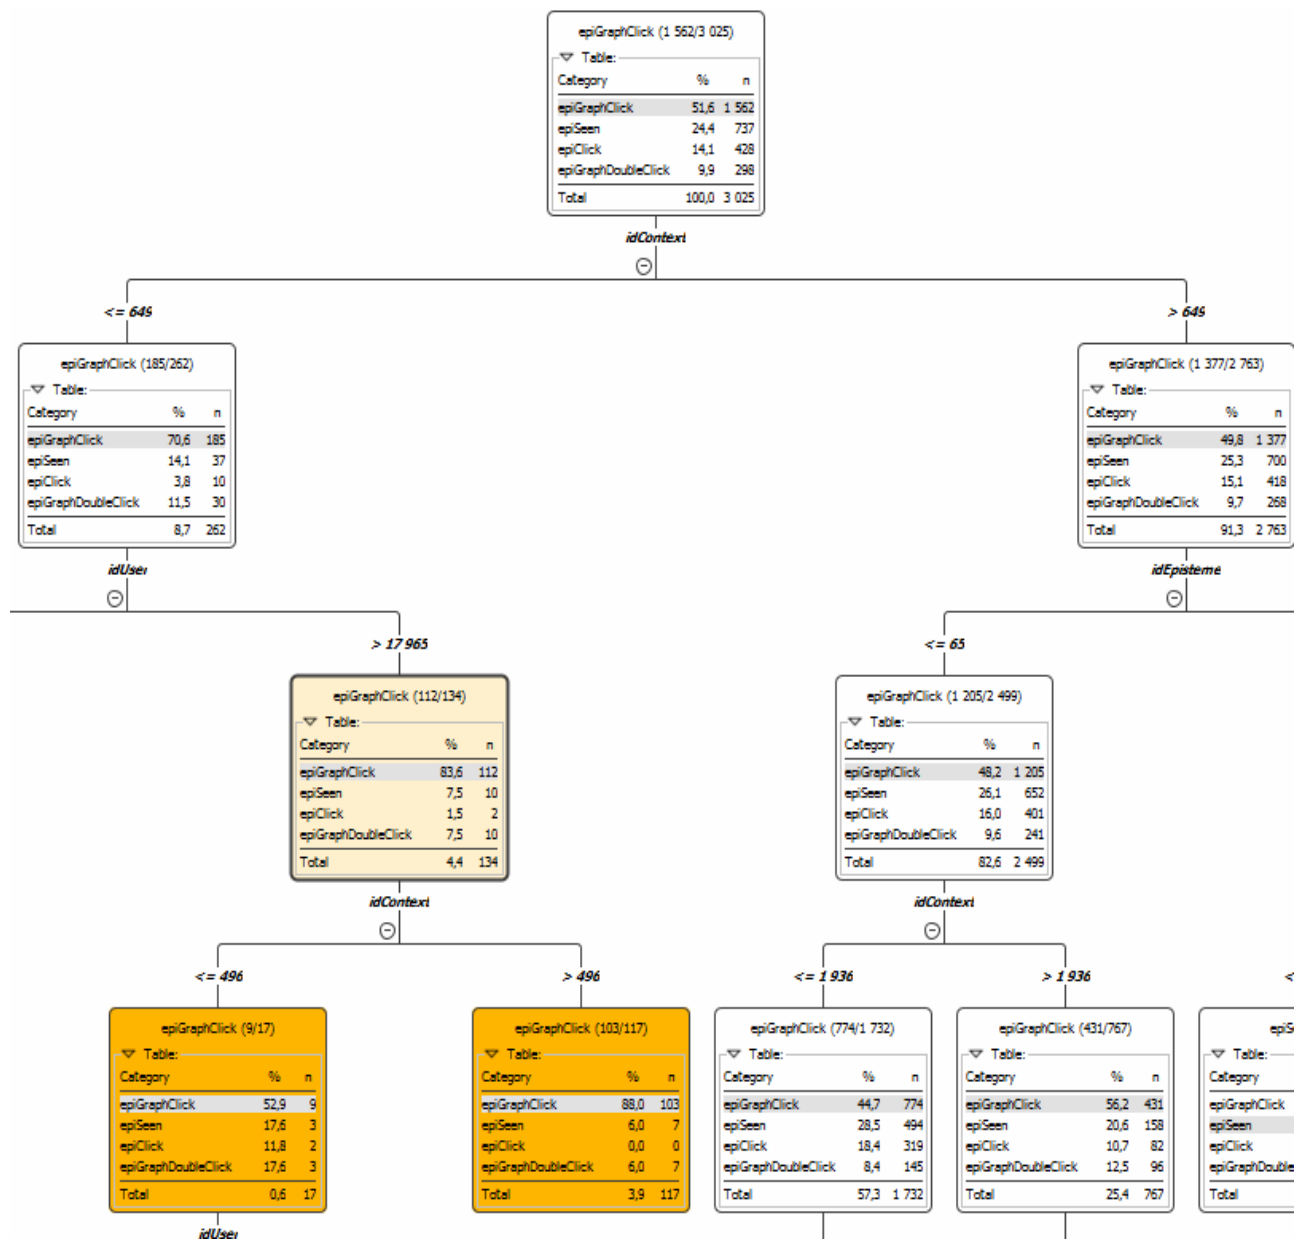 epiGraphClick (1 562/3 025)
Table:
Category % n
epiGraphClick 51,6 1 562
epiSeen 24,4 737
epiClick 14,1 428
epiGraphDoubleClick 9,9 298
Total 100,0 3 025
idContext
<= 649
> 649
epiGraphClick (185/262)
Table:
Category % n
epiGraphClick 70,6 185
epiSeen 14,1 37
epiClick 3,8 10
epiGraphDoubleClick 11,5 30
Total 8,7 262
idUser
epiGraphClick (1 377/2 763)
Table:
Category % n
epiGraphClick 49,8 1 377
epiSeen 25,3 700
epiClick 15,1 418
epiGraphDoubleClick 9,7 268
Total 91,3 2 763
idEpisteme
> 17 965
<= 65
epiGraphClick (112/134)
Table:
Category % n
epiGraphClick 83,6 112
epiSeen 7,5 10
epiClick 1,5 2
epiGraphDoubleClick 7,5 10
Total 4,4 134
idContext
epiGraphClick (1 205/2 499)
Table:
Category % n
epiGraphClick 48,2 1 205
epiSeen 26,1 652
epiClick 16,0 401
epiGraphDoubleClick 9,6 241
Total 82,6 2 499
idContext
<= 496
> 496
<= 1 936
> 1 936
<
epiGraphClick (9/17)
Table:
Category % n
epiGraphClick 52,9 9
epiSeen 17,6 3
epiClick 11,8 2
epiGraphDoubleClick 17,6 3
Total 0,6 17
idUser
epiGraphClick (103/117)
Table:
Category % n
epiGraphClick 88,0 103
epiSeen 6,0 7
epiClick 0,0 0
epiGraphDoubleClick 6,0 7
Total 3,9 117
epiGraphClick (774/1 732)
Table:
Category % n
epiGraphClick 44,7 774
epiSeen 28,5 494
epiClick 18,4 319
epiGraphDoubleClick 8,4 145
Total 57,3 1 732
epiGraphClick (431/767)
Table:
Category % n
epiGraphClick 56,2 431
epiSeen 20,6 158
epiClick 10,7 82
epiGraphDoubleClick 12,5 96
Total 25,4 767
epiS
Table:
Category
epiGraphClick
epiSeen
epiClick
epiGraphDouble
Total